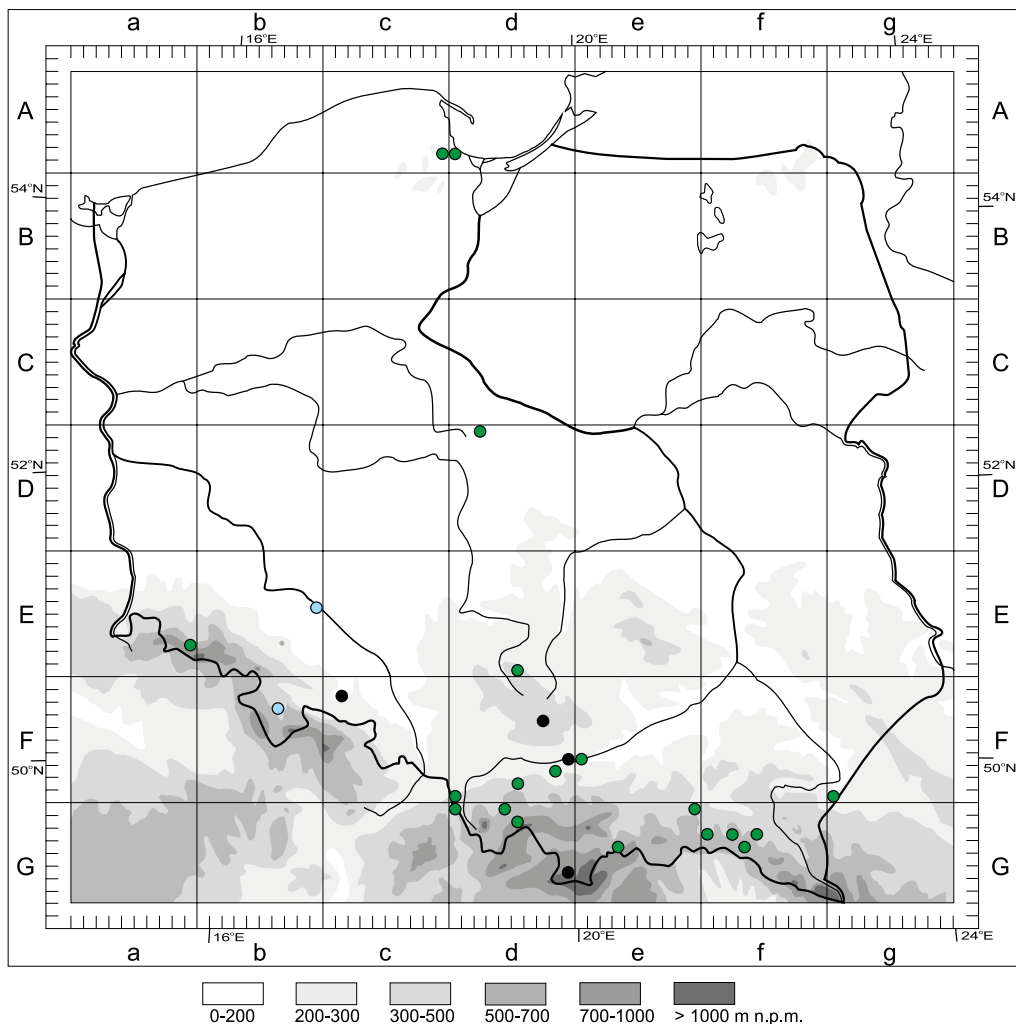 a b c d e f g
16°E 20°E 24°E
A A
54°N 54°N
B B
C C
52°N 52°N
D D
E E
F F
50°N 50°N
G G
16°E 20°E 24°E
a b c d e f g
0-200 200-300 300-500 500-700 700-1000 > 1000 m n.p.m.